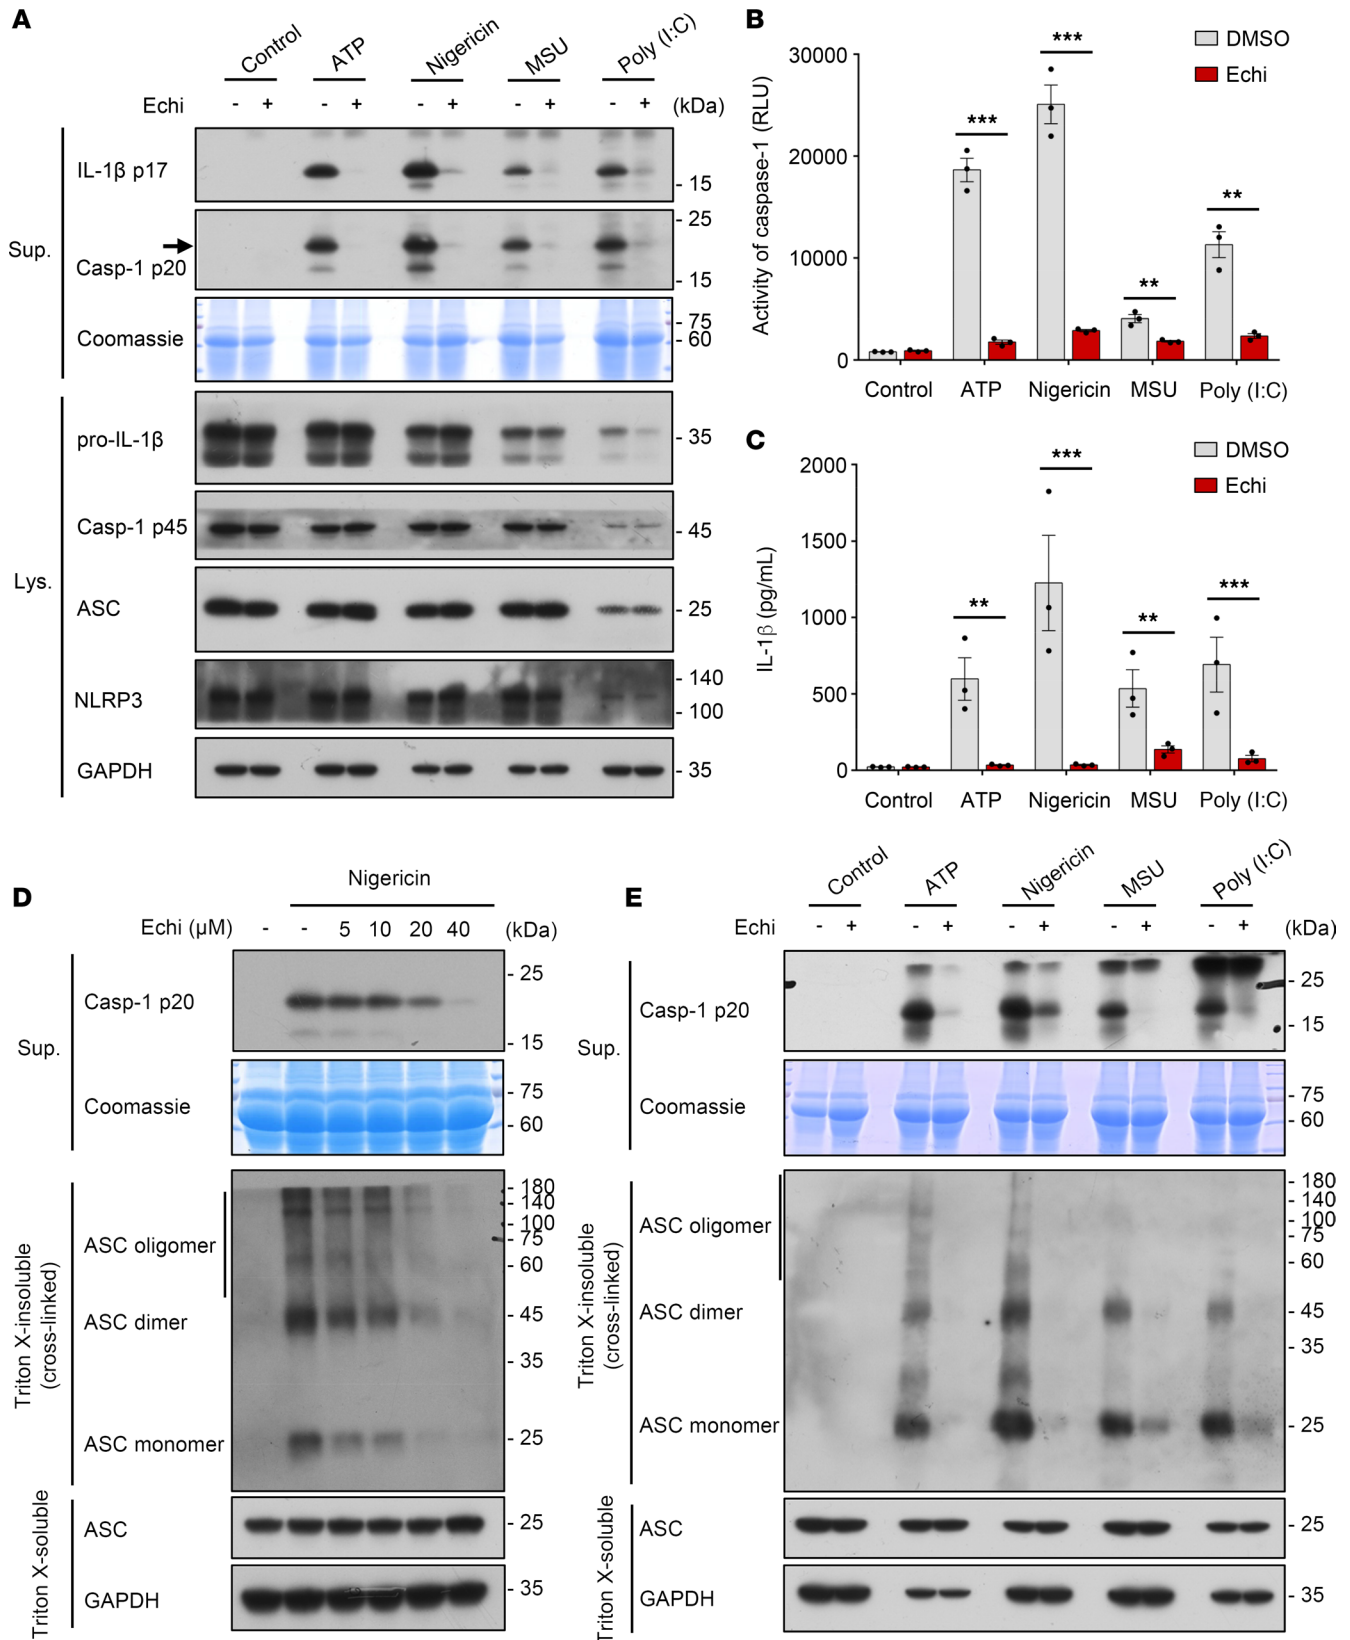 A
Control ATP Nigericin MSU Poly (I:C)
Echi - + - + - + - + - + (kDa)
Sup.
IL-1β p17
- 15
Casp-1 p20
- 25
- 15
Coomassie
- 75
- 60
Lys.
pro-IL-1β
- 35
Casp-1 p45
- 45
ASC
- 25
NLRP3
- 140
- 100
GAPDH
- 35
B
Activity of caspase-1 (RLU)
30000
20000
10000
0
*** *** ** **
DMSO
Echi
Control ATP Nigericin MSU Poly (I:C)
C
IL-1β (pg/mL)
2000
1500
1000
500
0
** *** ** ***
DMSO
Echi
Control ATP Nigericin MSU Poly (I:C)
D
Nigericin
Echi (μM) - - 5 10 20 40 (kDa)
Sup.
Casp-1 p20
- 25
- 15
Coomassie
- 75
- 60
Triton X-insoluble
(cross-linked)
ASC oligomer
ASC dimer
ASC monomer
- 180
- 140
- 100
- 75
- 60
- 45
- 35
- 25
Triton X-soluble
ASC
- 25
GAPDH
- 35
E
Control ATP Nigericin MSU Poly (I:C)
Echi - + - + - + - + - + (kDa)
Sup.
Casp-1 p20
- 25
- 15
Coomassie
- 75
- 60
Triton X-insoluble
(cross-linked)
ASC oligomer
ASC dimer
ASC monomer
- 180
- 140
- 100
- 75
- 60
- 45
- 35
- 25
Triton X-soluble
ASC
- 25
GAPDH
- 35